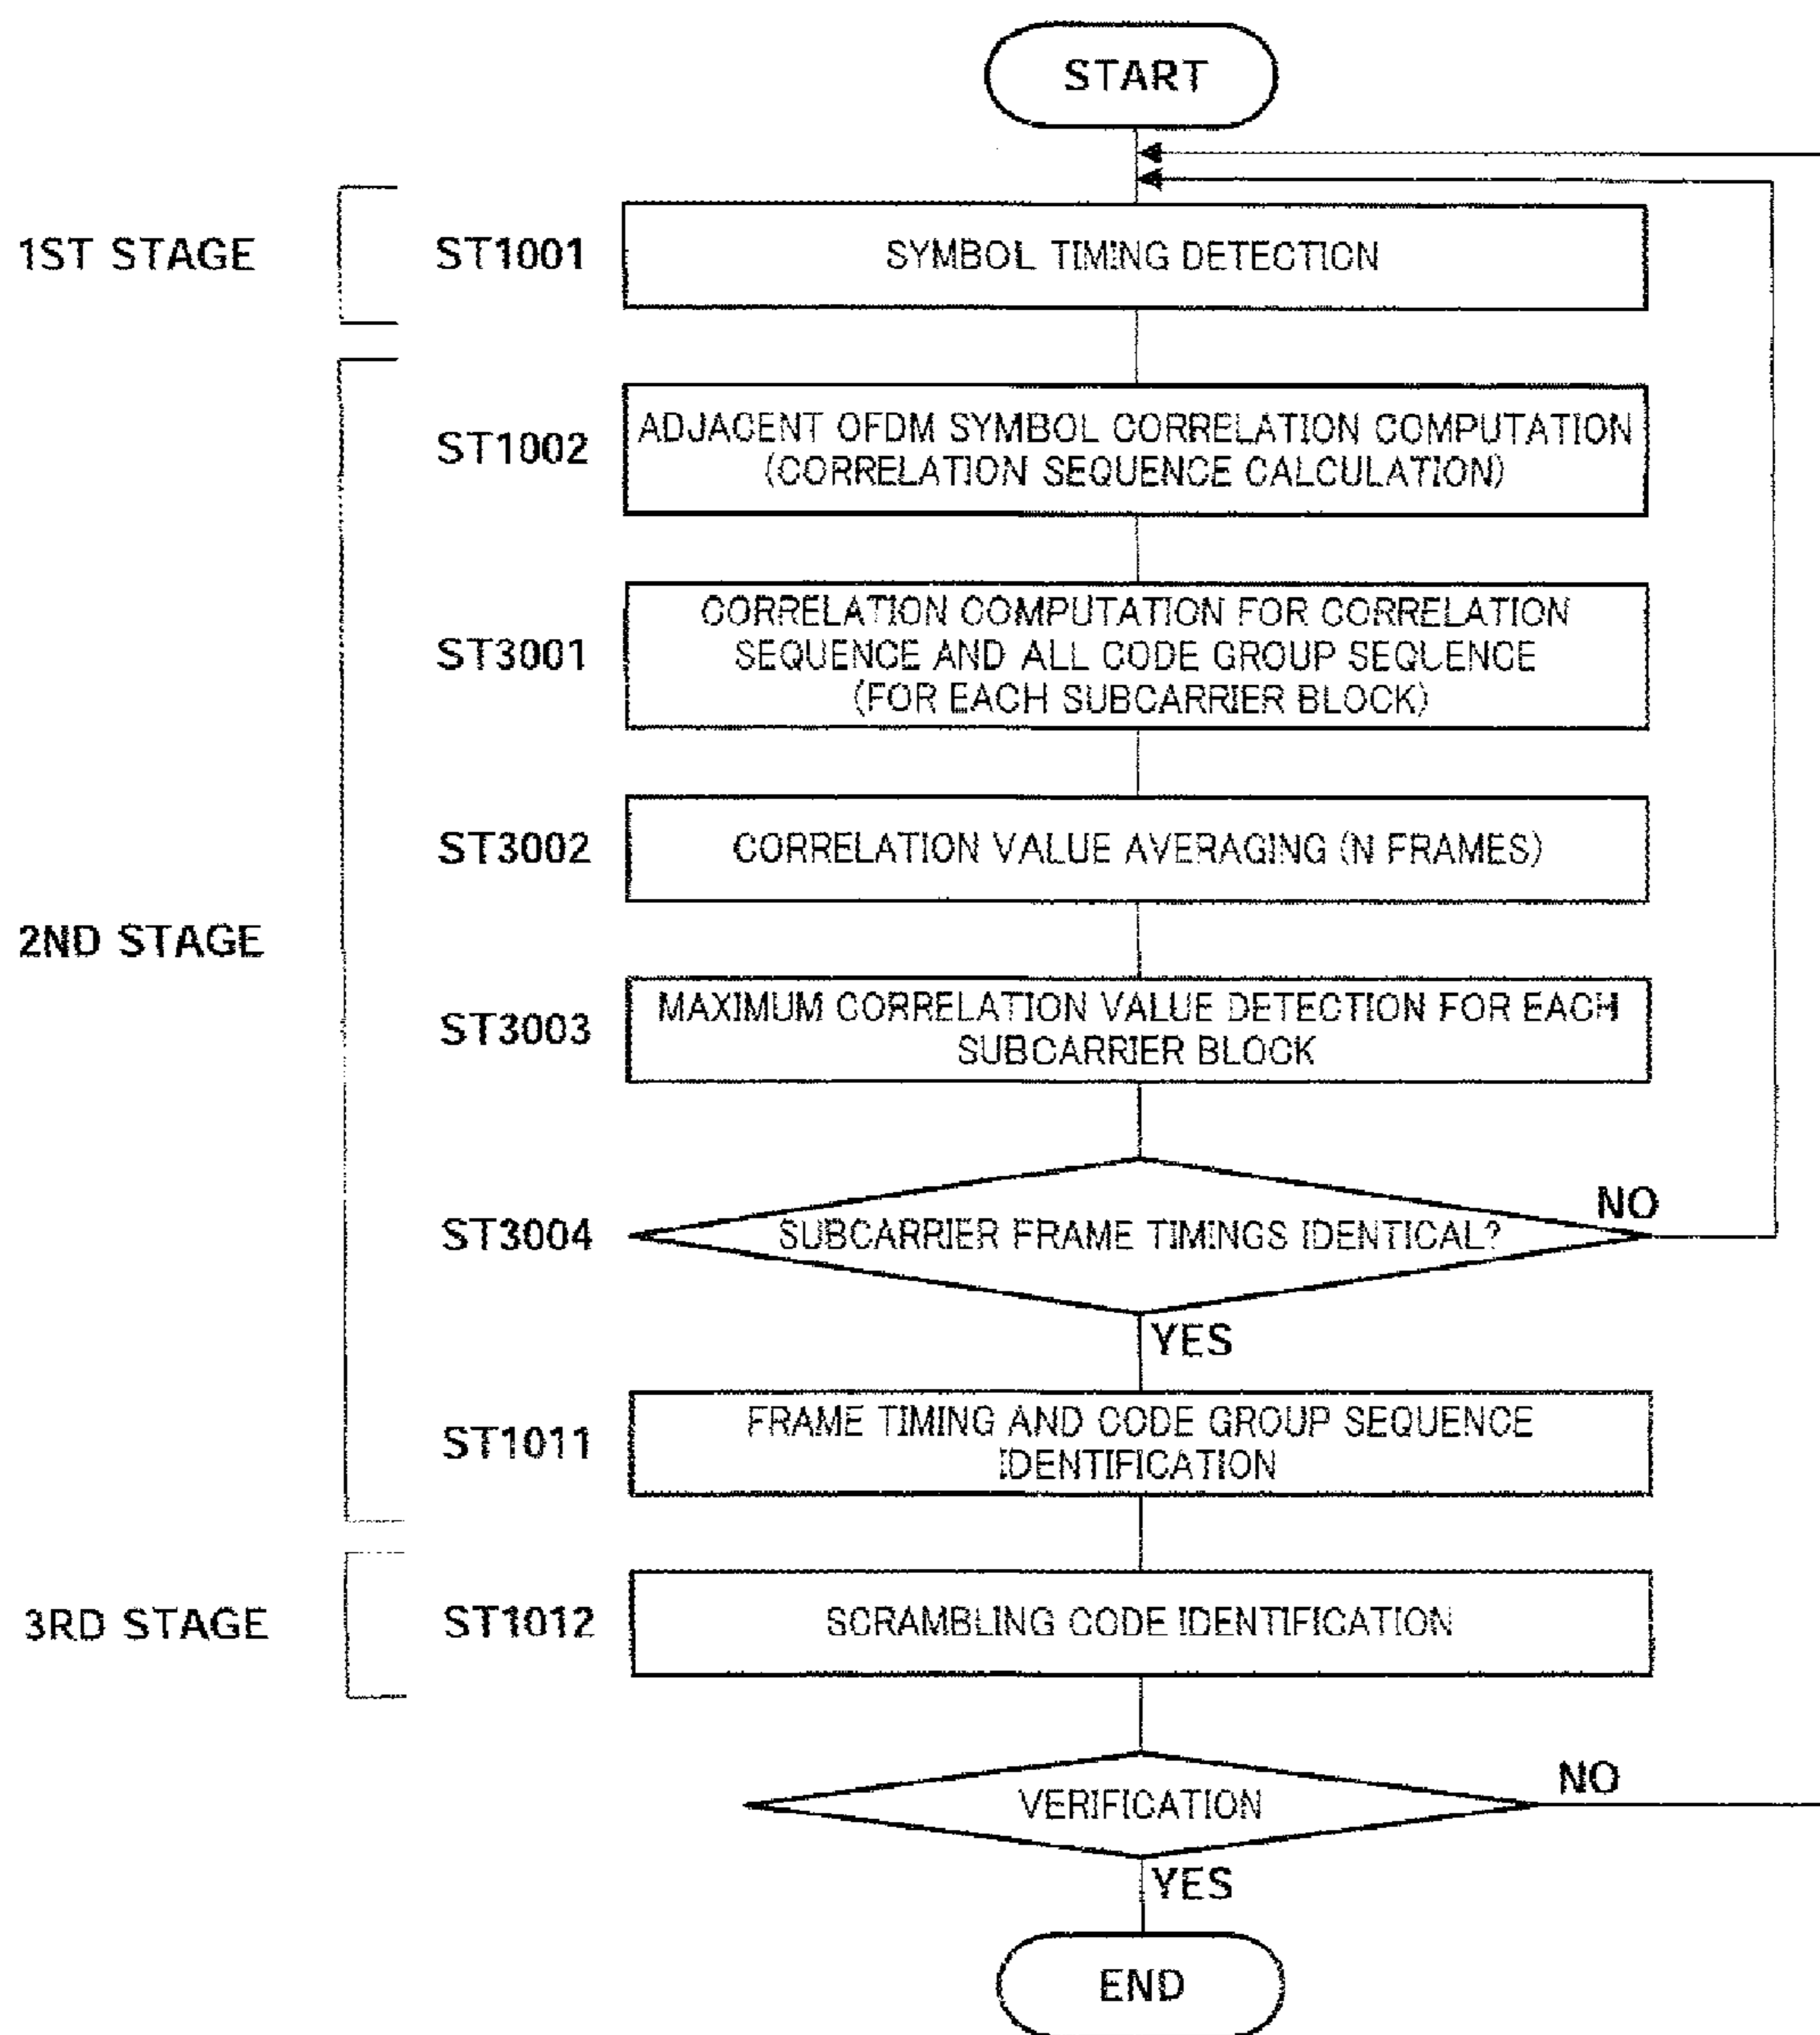 START
1ST STAGE
ST1001
SYMBOL TIMING DETECTION
ST1002
ADJACENT OFDM SYMBOL CORRELATION COMPUTATION
(CORRELATION SEQUENCE CALCULATION)
ST3001
CORRELATION COMPUTATION FOR CORRELATION
SEQUENCE AND ALL CODE GROUP SEQUENCE
(FOR EACH SUBCARRIER BLOCK)
ST3002
CORRELATION VALUE AVERAGING (N FRAMES)
2ND STAGE
ST3003
MAXIMUM CORRELATION VALUE DETECTION FOR EACH
SUBCARRIER BLOCK
ST3004
SUBCARRIER FRAME TIMINGS IDENTICAL?
NO
YES
ST1011
FRAME TIMING AND CODE GROUP SEQUENCE
IDENTIFICATION
3RD STAGE
ST1012
SCRAMBLING CODE IDENTIFICATION
VERIFICATION
NO
YES
END